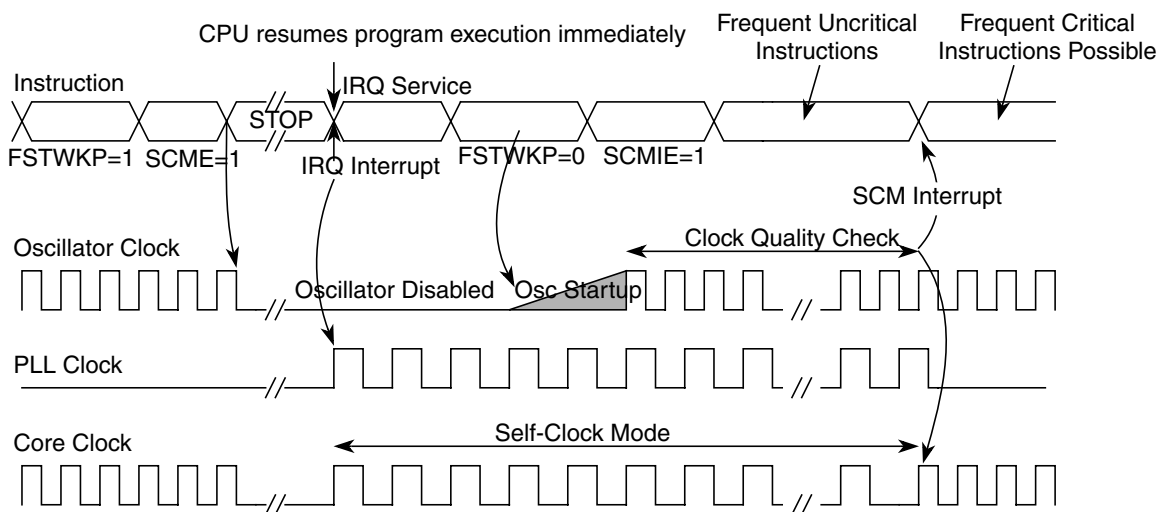 CPU resumes program execution immediately
Frequent Uncritical
Instructions
Frequent Critical
Instructions Possible
Instruction
IRQ Service
STOP
FSTWKP=1
SCME=1
IRQ Interrupt
FSTWKP=0
SCMIE=1
SCM Interrupt
Oscillator Clock
Clock Quality Check
Oscillator Disabled
Osc Startup
PLL Clock
Core Clock
Self-Clock Mode